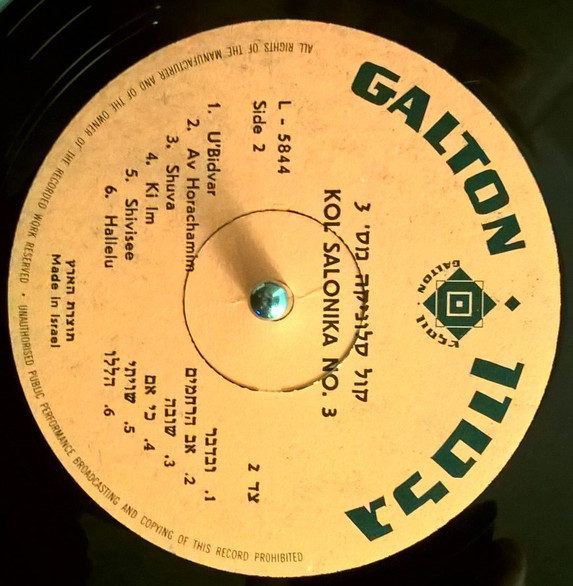 GALTON • גלטון
GALTON
גלטון
קול סלוניקה מס' 3
KOL SALONIKA NO. 3
L - 5844
Side 2
צד 2
1. U'Bidvar
2. Av Horachamim
3. Shuva
4. Ki Im
5. Shivisee
6. Hallelu
1. ובדבר
2. אב הרחמים
3. שובה
4. כי אם
5. שויתי
6. הללו
תוצרת הארץ
Made in Israel
ALL RIGHTS OF THE MANUFACTURER AND OF THE OWNER OF THE RECORDED WORK RESERVED • UNAUTHORISED PUBLIC PERFORMANCE BROADCASTING AND COPYING OF THIS RECORD PROHIBITED